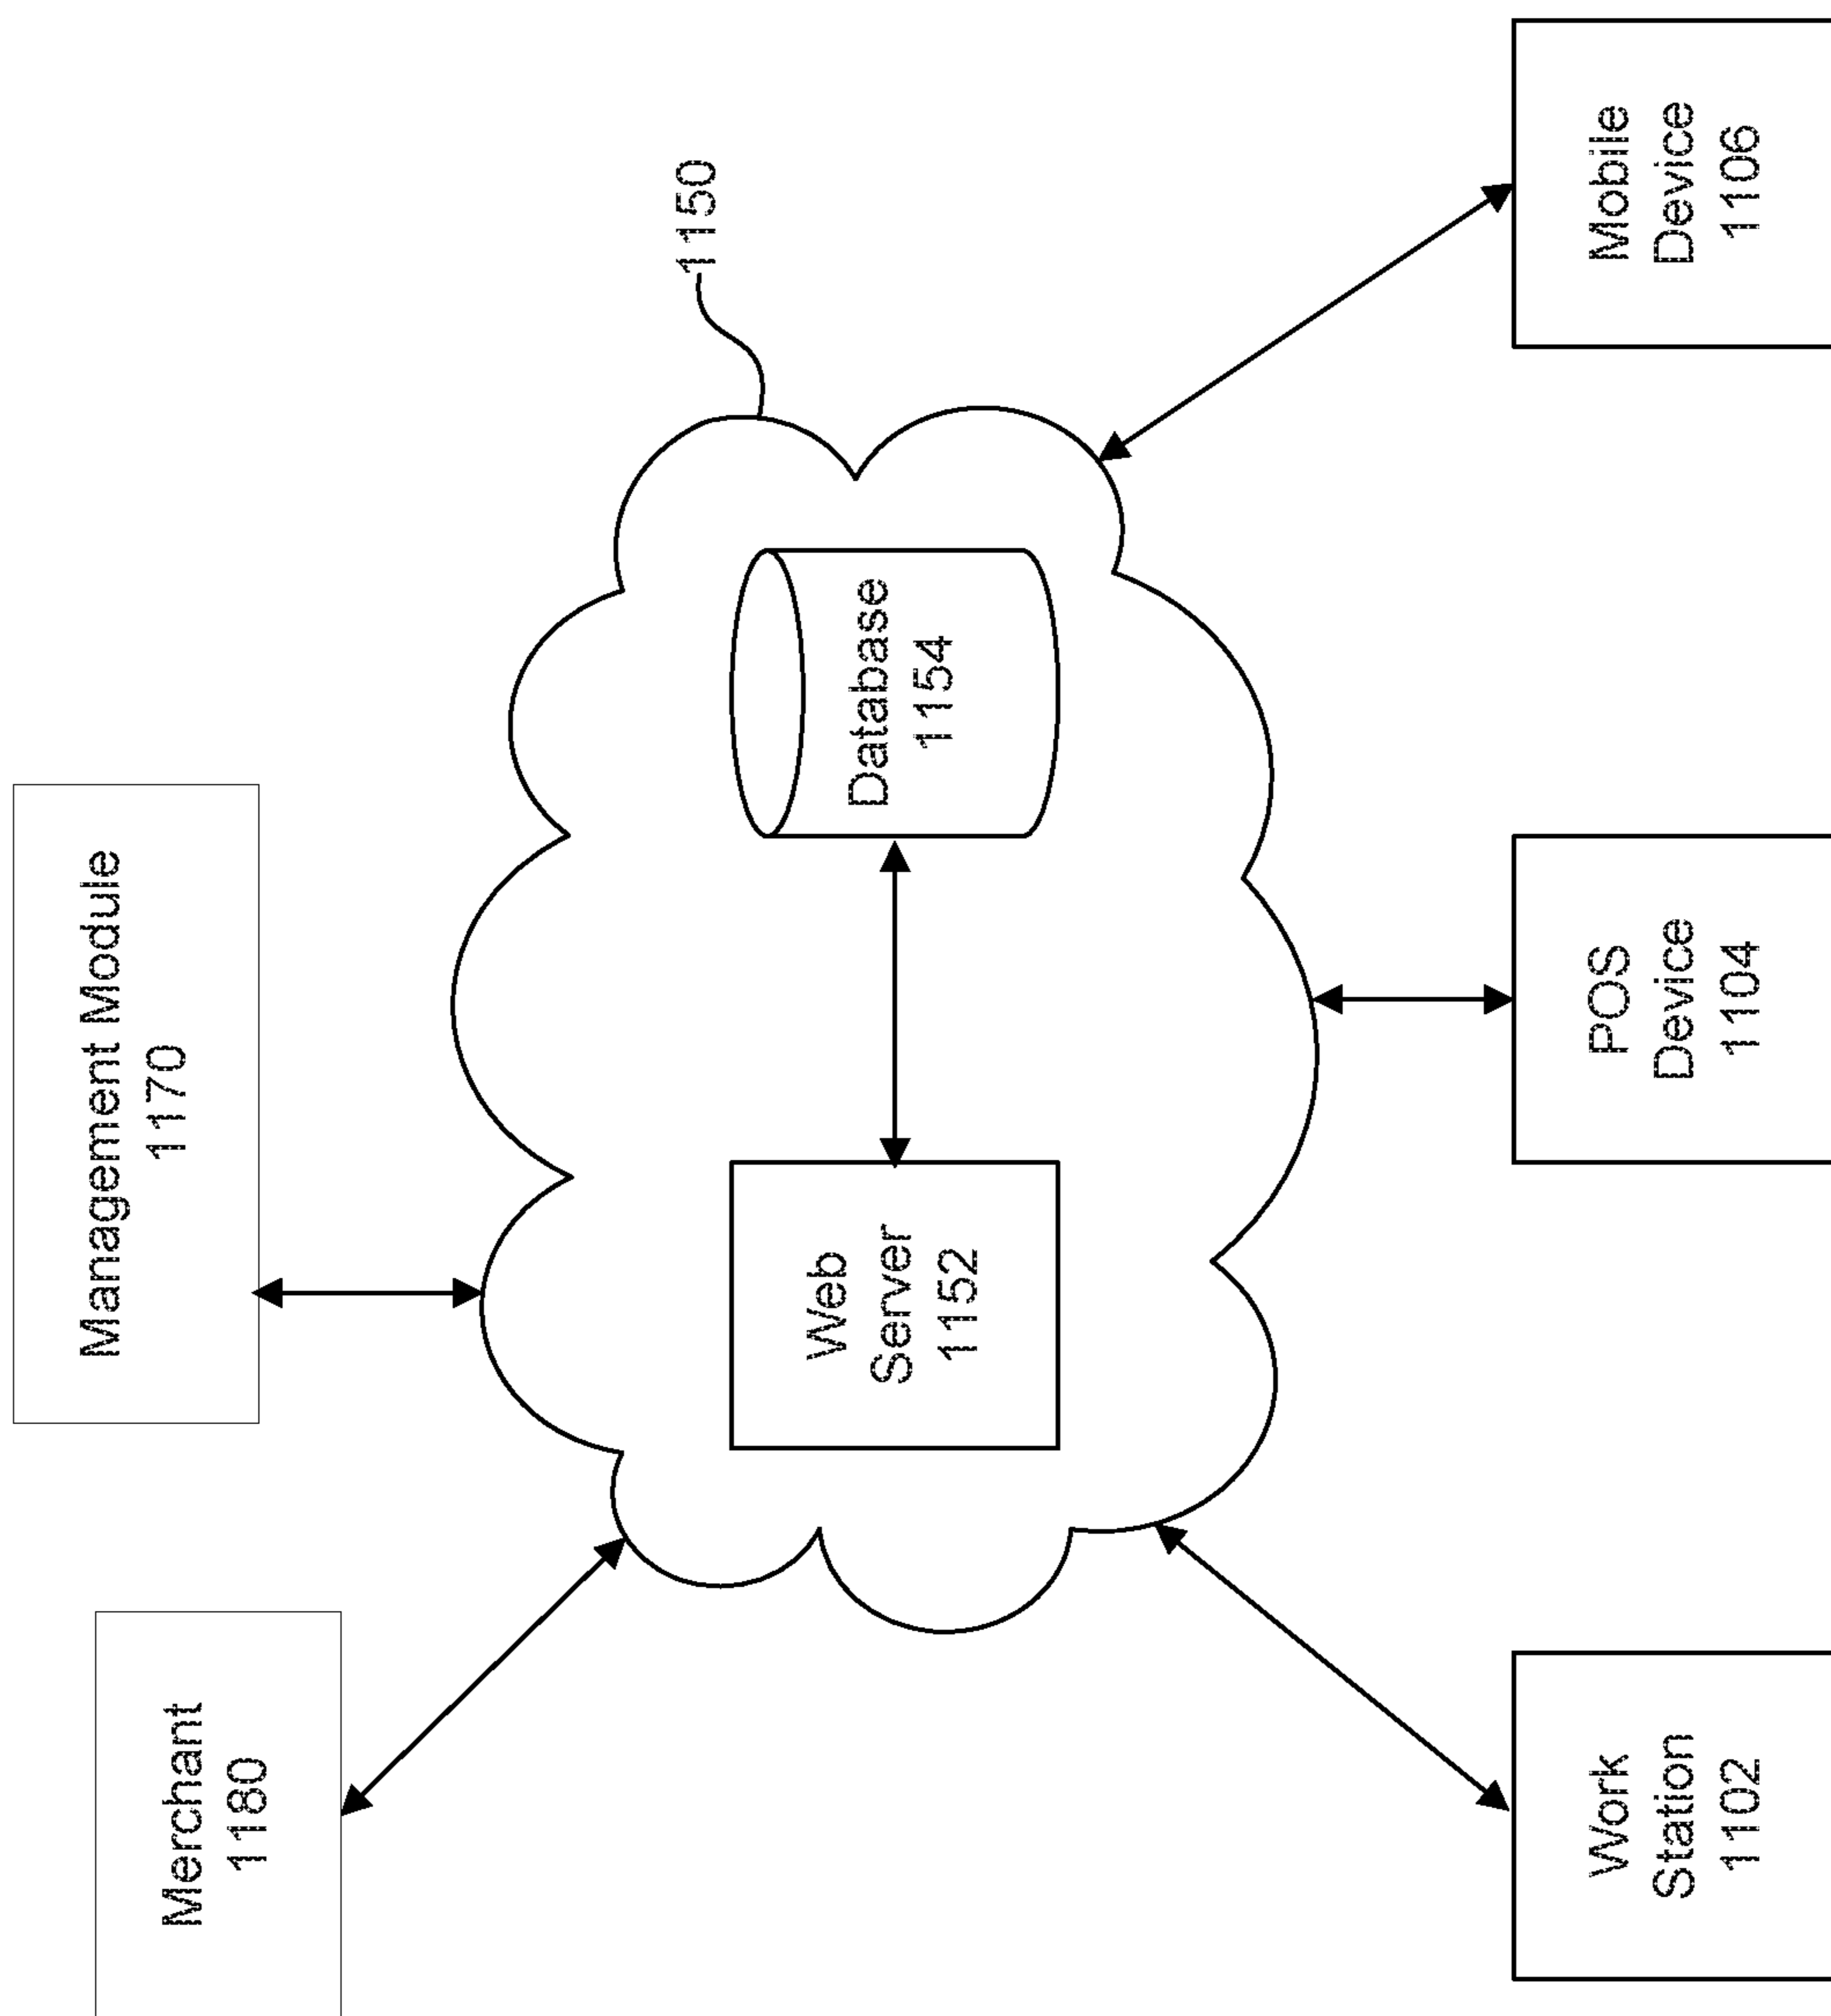 Merchant
1180
Management Module
1170
1150
Web
Server
1152
Database
1154
Work
Station
1102
POS
Device
1104
Mobile
Device
1106